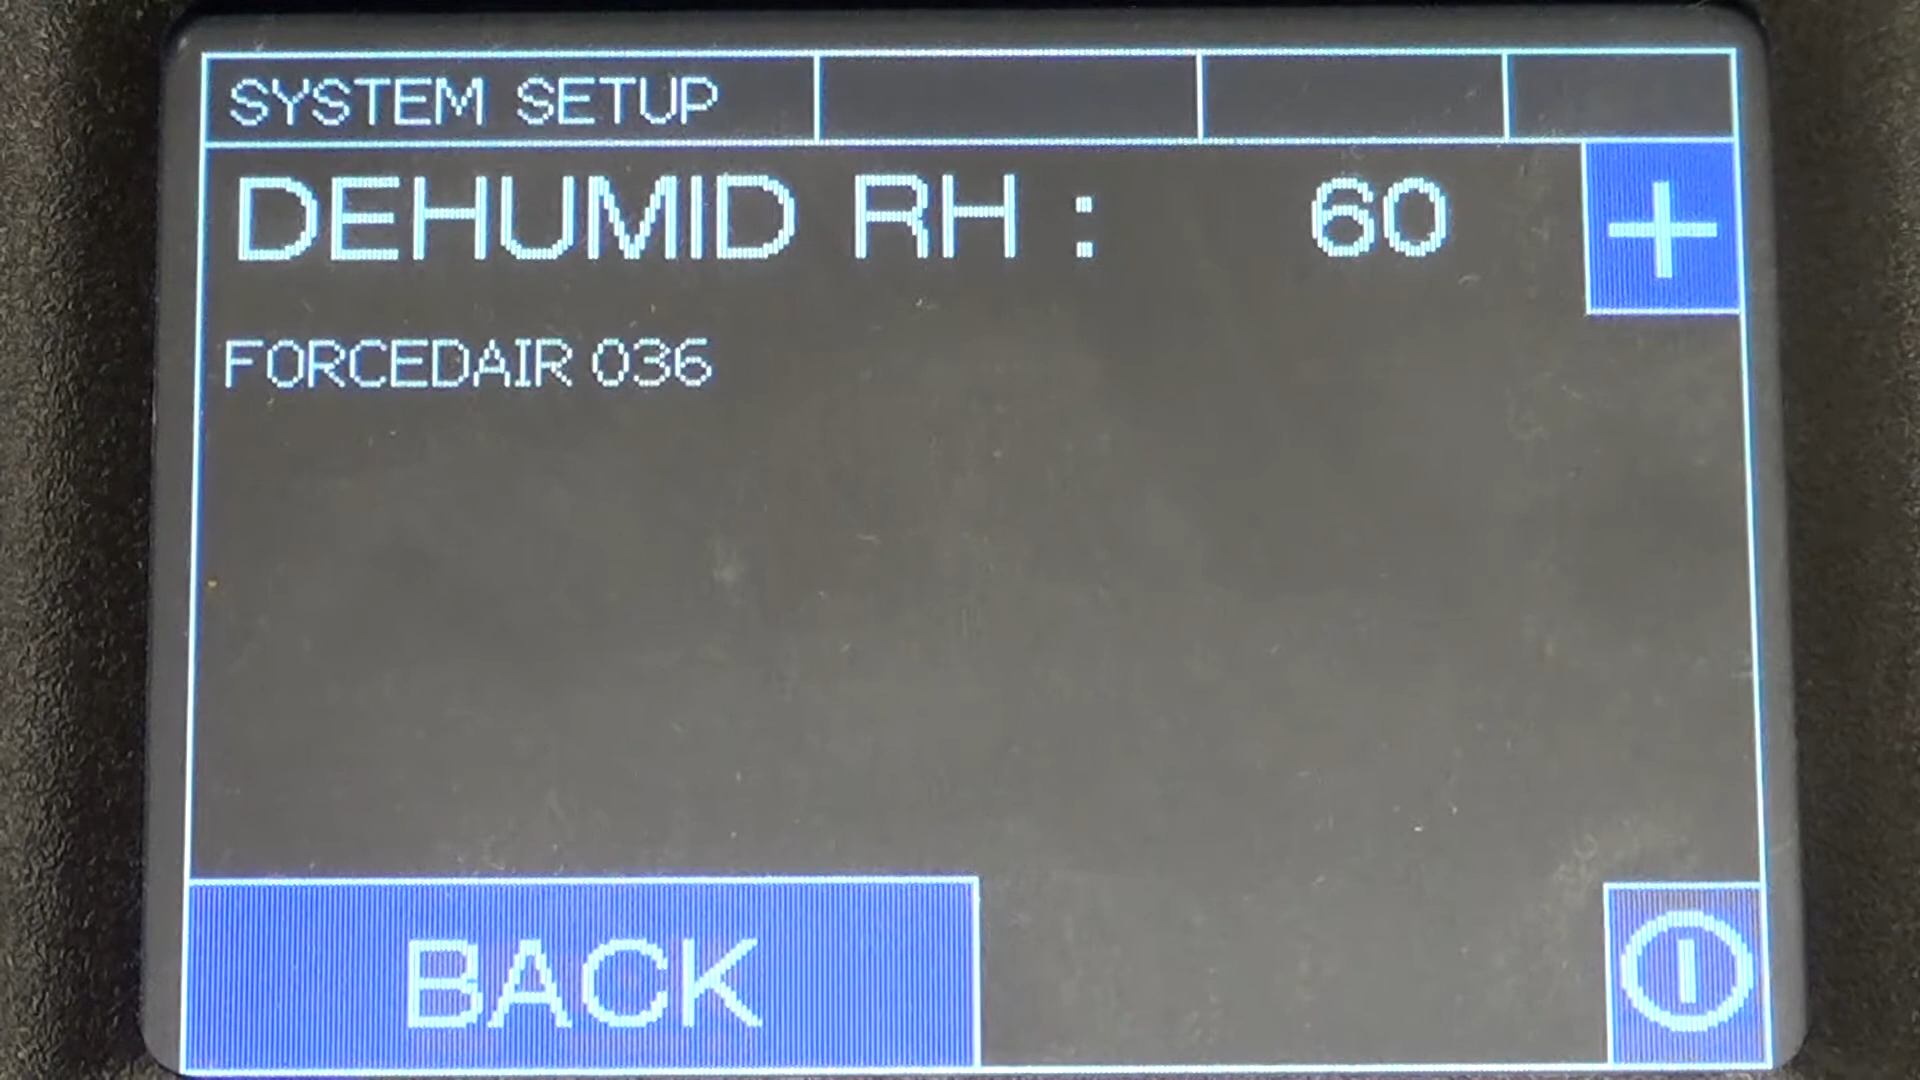 SYSTEM SETUP
DEHUMID RH : 60
+
FORCEDAIR 036
BACK